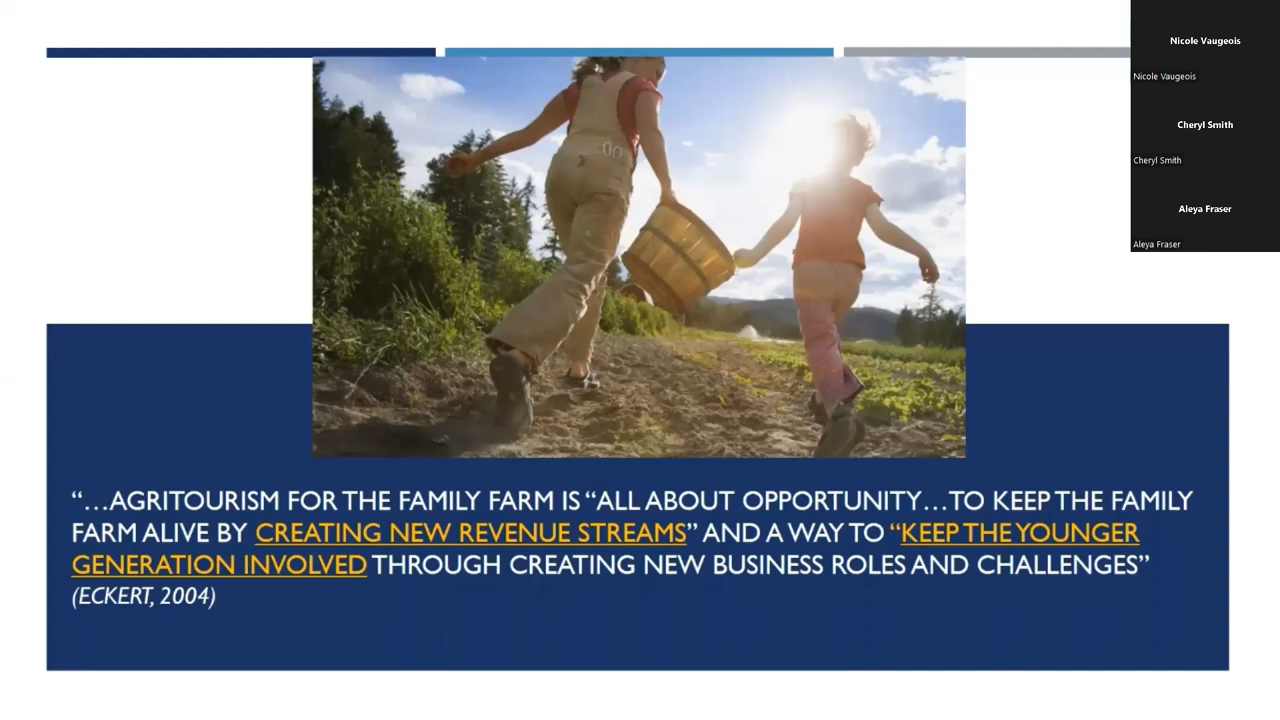 Nicole Vaugeois
Nicole Vaugeois
Cheryl Smith
Cheryl Smith
Aleya Fraser
Aleya Fraser
“…AGRITOURISM FOR THE FAMILY FARM IS “ALL ABOUT OPPORTUNITY…TO KEEP THE FAMILY
FARM ALIVE BY CREATING NEW REVENUE STREAMS” AND A WAY TO “KEEP THE YOUNGER
GENERATION INVOLVED THROUGH CREATING NEW BUSINESS ROLES AND CHALLENGES”
(ECKERT, 2004)